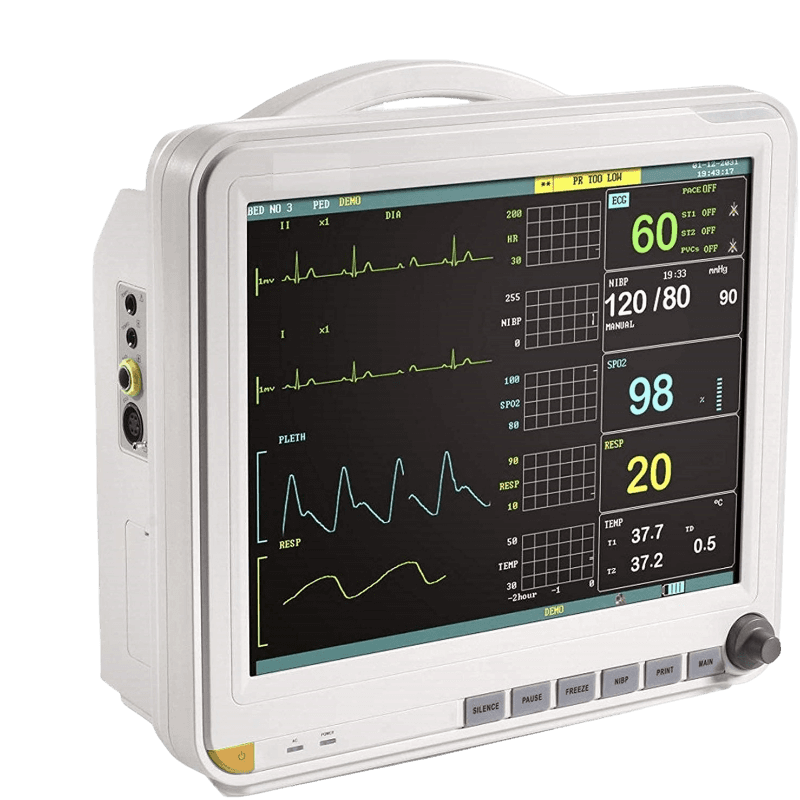 01-12-2031
** PR TOO LOW
19:43:17
BED NO 3 PED DEMO
II x1 DIA
1mv
I x1
1mv
PLETH
RESP
200
HR
30
255
NIBP
0
100
SPO2
80
90
RESP
10
50
TEMP
30
-2hour -1 0
ECG PACE OFF
60
ST1 OFF
ST2 OFF
PVCs OFF
NIBP 19:33 mmHg
120 /80 90
MANUAL
SPO2
98 %
RESP
20
TEMP °C
T1 37.7 TD
T2 37.2 0.5
DEMO
SILENCE PAUSE FREEZE NIBP PRINT MAIN
AC POWER